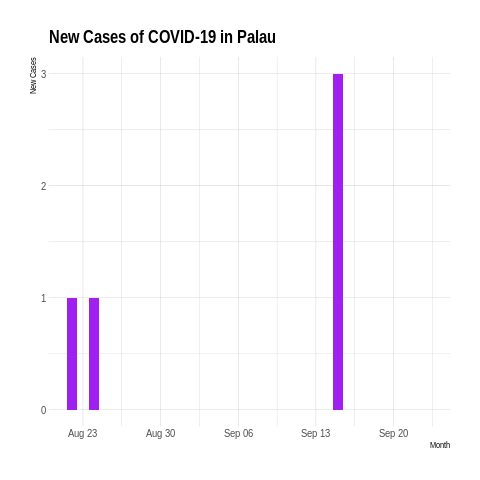 New Cases of COVID-19 in Palau
New Cases
3
2
1
0
Aug 23 Aug 30 Sep 06 Sep 13 Sep 20
Month